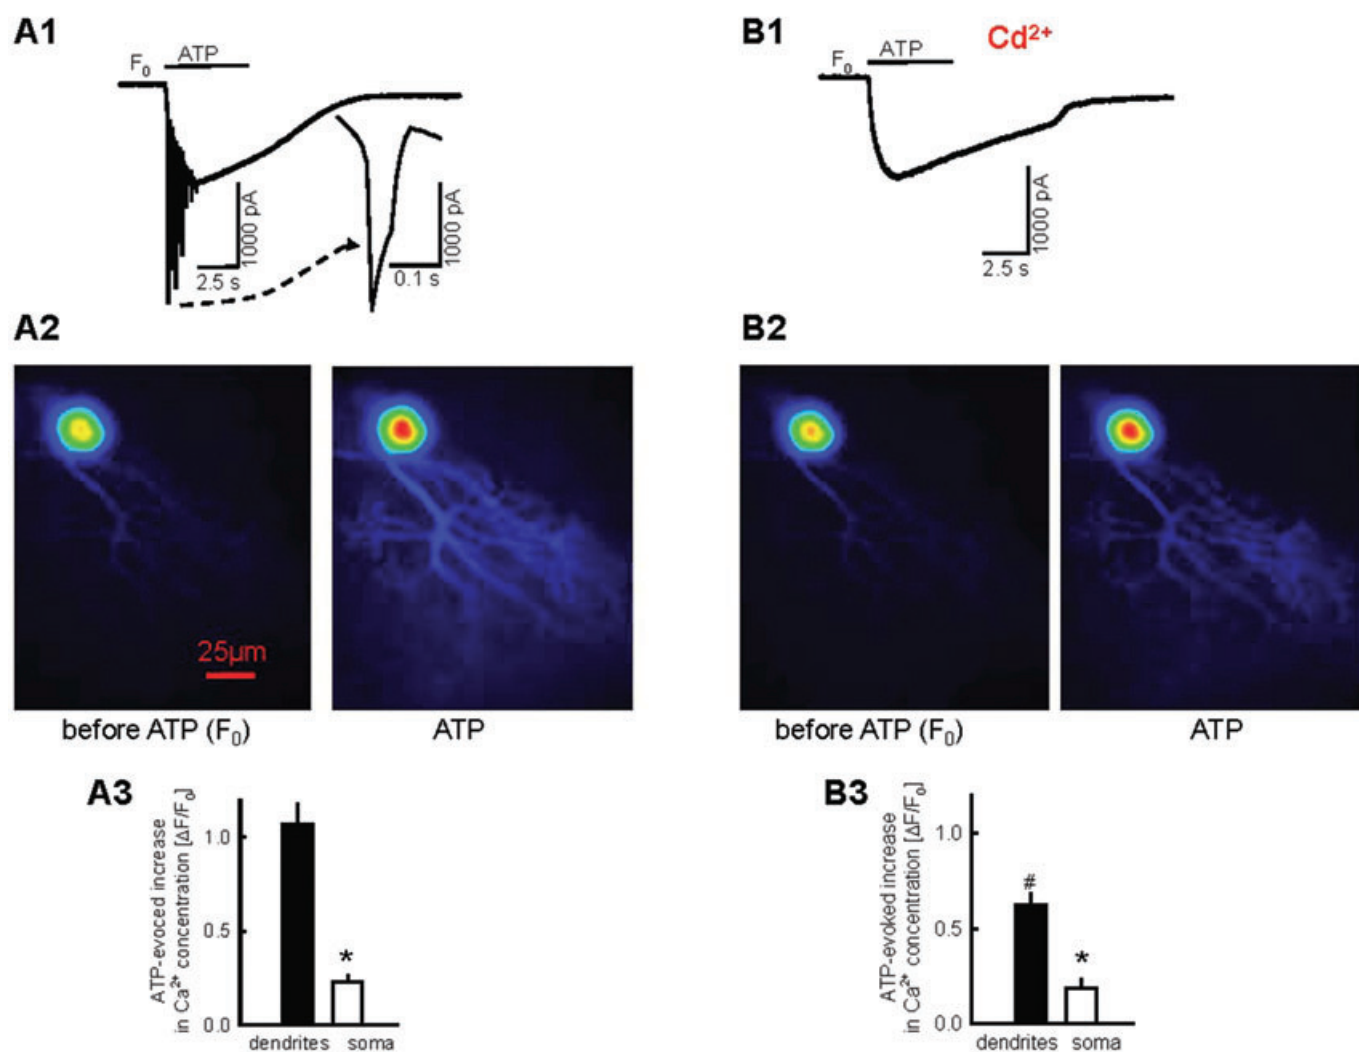 A1
F₀
ATP
1000 pA
2.5 s
1000 pA
0.1 s
B1
Cd²⁺
F₀
ATP
1000 pA
2.5 s
A2
25µm
before ATP (F₀)
ATP
B2
before ATP (F₀)
ATP
A3
ATP-evoced increase
in Ca²⁺ concentration [ΔF/F₀]
1.0
0.5
0.0
*
dendrites soma
B3
ATP-evoked increase
in Ca²⁺ concentration [ΔF/F₀]
1.0
0.5
0.0
#
*
dendrites soma